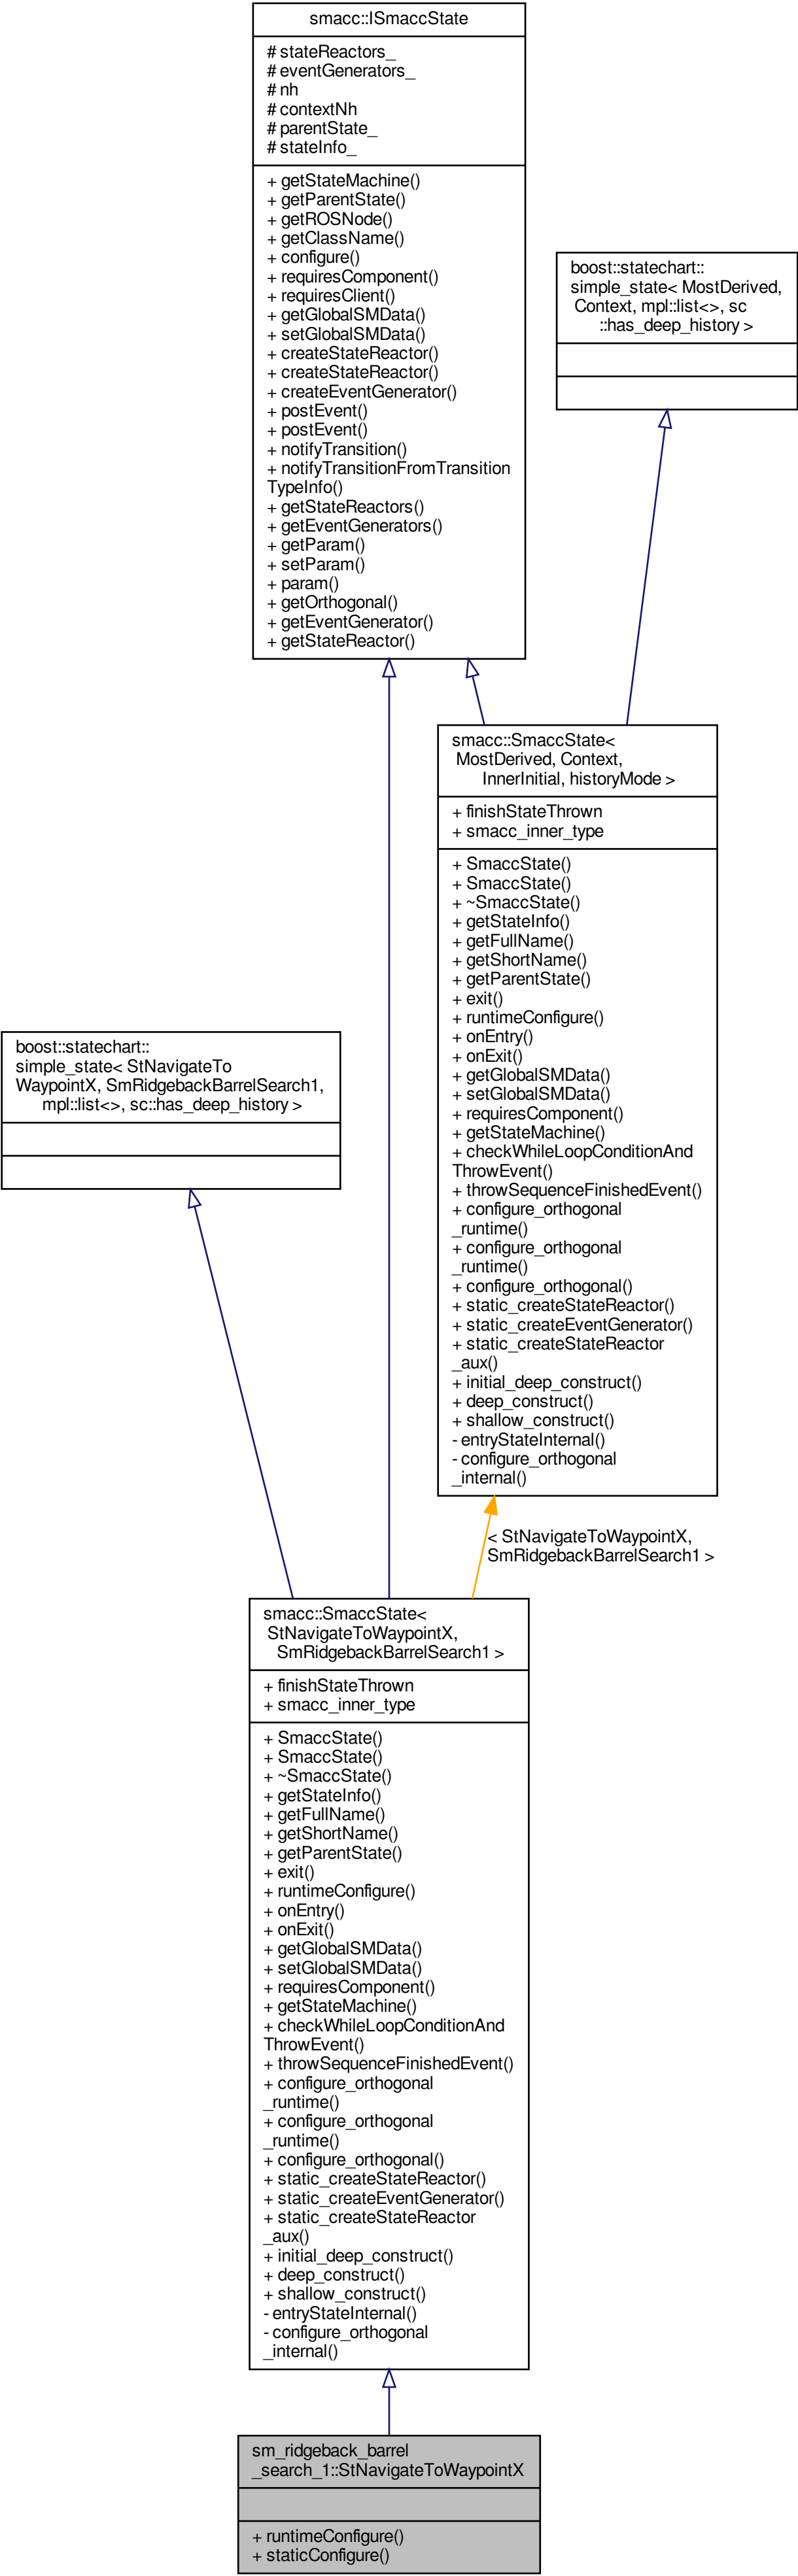 smacc::ISmaccState
# stateReactors_
# eventGenerators_
# nh
# contextNh
# parentState_
# stateInfo_
+ getStateMachine()
+ getParentState()
+ getROSNode()
+ getClassName()
+ configure()
+ requiresComponent()
+ requiresClient()
+ getGlobalSMData()
+ setGlobalSMData()
+ createStateReactor()
+ createStateReactor()
+ createEventGenerator()
+ postEvent()
+ postEvent()
+ notifyTransition()
+ notifyTransitionFromTransition
TypeInfo()
+ getStateReactors()
+ getEventGenerators()
+ getParam()
+ setParam()
+ param()
+ getOrthogonal()
+ getEventGenerator()
+ getStateReactor()
boost::statechart::
simple_state< MostDerived,
Context, mpl::list<>, sc
::has_deep_history >
smacc::SmaccState<
MostDerived, Context,
InnerInitial, historyMode >
+ finishStateThrown
+ smacc_inner_type
+ SmaccState()
+ SmaccState()
+ ~SmaccState()
+ getStateInfo()
+ getFullName()
+ getShortName()
+ getParentState()
+ exit()
+ runtimeConfigure()
+ onEntry()
+ onExit()
+ getGlobalSMData()
+ setGlobalSMData()
+ requiresComponent()
+ getStateMachine()
+ checkWhileLoopConditionAnd
ThrowEvent()
+ throwSequenceFinishedEvent()
+ configure_orthogonal
_runtime()
+ configure_orthogonal
_runtime()
+ configure_orthogonal()
+ static_createStateReactor()
+ static_createEventGenerator()
+ static_createStateReactor
_aux()
+ initial_deep_construct()
+ deep_construct()
+ shallow_construct()
- entryStateInternal()
- configure_orthogonal
_internal()
boost::statechart::
simple_state< StNavigateTo
WaypointX, SmRidgebackBarrelSearch1,
mpl::list<>, sc::has_deep_history >
< StNavigateToWaypointX,
SmRidgebackBarrelSearch1 >
smacc::SmaccState<
StNavigateToWaypointX,
SmRidgebackBarrelSearch1 >
+ finishStateThrown
+ smacc_inner_type
+ SmaccState()
+ SmaccState()
+ ~SmaccState()
+ getStateInfo()
+ getFullName()
+ getShortName()
+ getParentState()
+ exit()
+ runtimeConfigure()
+ onEntry()
+ onExit()
+ getGlobalSMData()
+ setGlobalSMData()
+ requiresComponent()
+ getStateMachine()
+ checkWhileLoopConditionAnd
ThrowEvent()
+ throwSequenceFinishedEvent()
+ configure_orthogonal
_runtime()
+ configure_orthogonal
_runtime()
+ configure_orthogonal()
+ static_createStateReactor()
+ static_createEventGenerator()
+ static_createStateReactor
_aux()
+ initial_deep_construct()
+ deep_construct()
+ shallow_construct()
- entryStateInternal()
- configure_orthogonal
_internal()
sm_ridgeback_barrel
_search_1::StNavigateToWaypointX
+ runtimeConfigure()
+ staticConfigure()